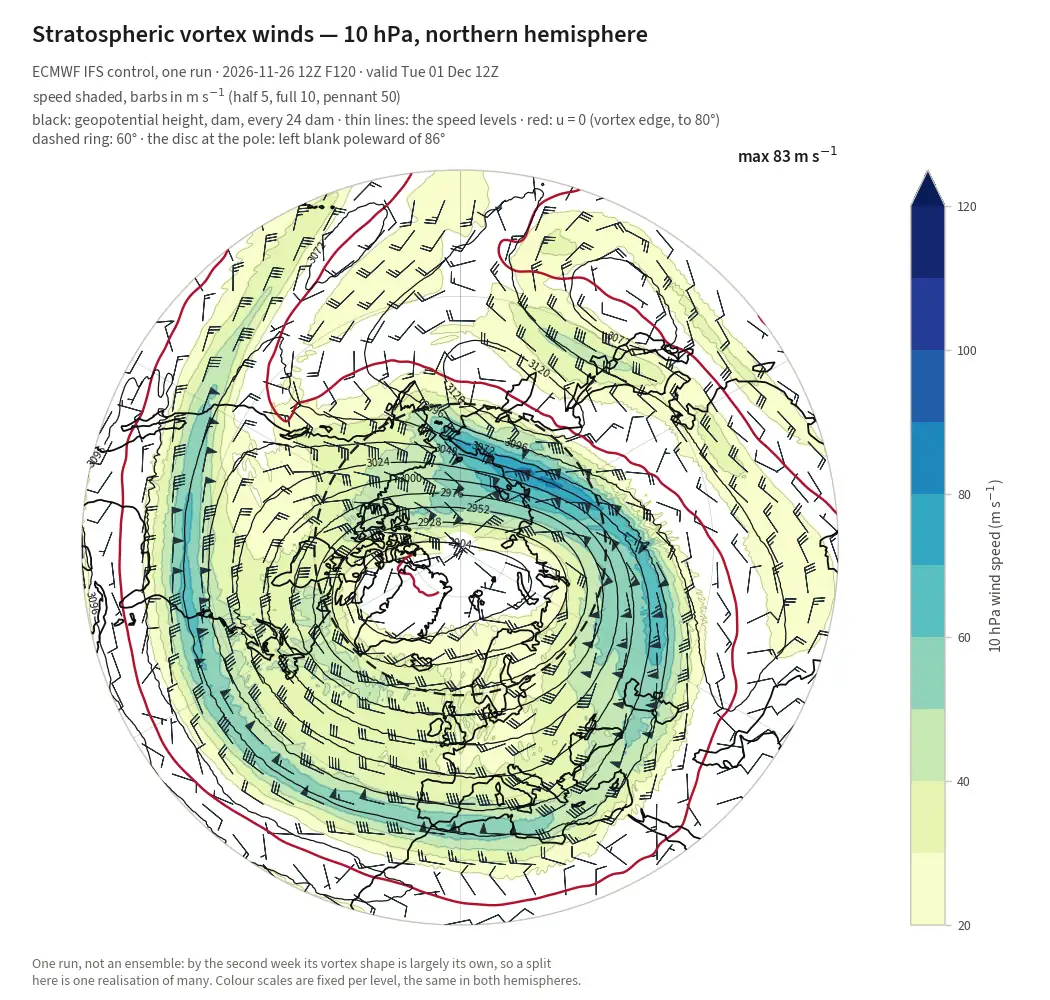 Stratospheric vortex winds — 10 hPa, northern hemisphere
ECMWF IFS control, one run · 2026-11-26 12Z F120 · valid Tue 01 Dec 12Z
speed shaded, barbs in m s−1 (half 5, full 10, pennant 50)
black: geopotential height, dam, every 24 dam · thin lines: the speed levels · red: u = 0 (vortex edge, to 80°)
dashed ring: 60° · the disc at the pole: left blank poleward of 86°
max 83 m s−1
120
100
80
60
40
20
10 hPa wind speed (m s−1)
3072
3120
3120
3096
3072
3048
3024
3000
2976
2952
2928
2904
3096
One run, not an ensemble: by the second week its vortex shape is largely its own, so a split
here is one realisation of many. Colour scales are fixed per level, the same in both hemispheres.